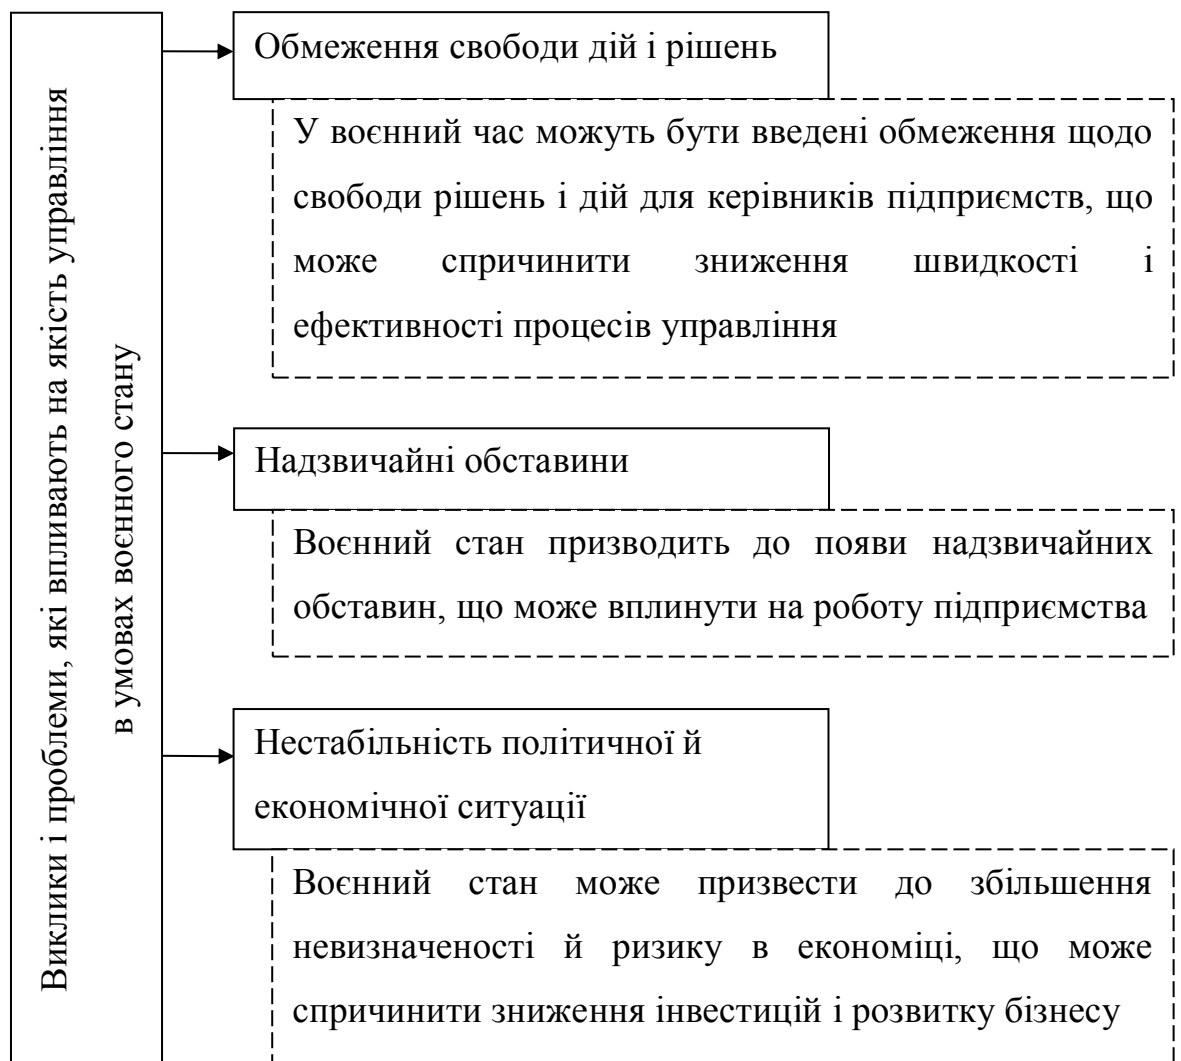 Виклики і проблеми, які впливають на якість управління
в умовах воєнного стану
Обмеження свободи дій і рішень
У воєнний час можуть бути введені обмеження щодо
свободи рішень і дій для керівників підприємств, що
може спричинити зниження швидкості і
ефективності процесів управління
Надзвичайні обставини
Воєнний стан призводить до появи надзвичайних
обставин, що може вплинути на роботу підприємства
Нестабільність політичної й
економічної ситуації
Воєнний стан може призвести до збільшення
невизначеності й ризику в економіці, що може
спричинити зниження інвестицій і розвитку бізнесу